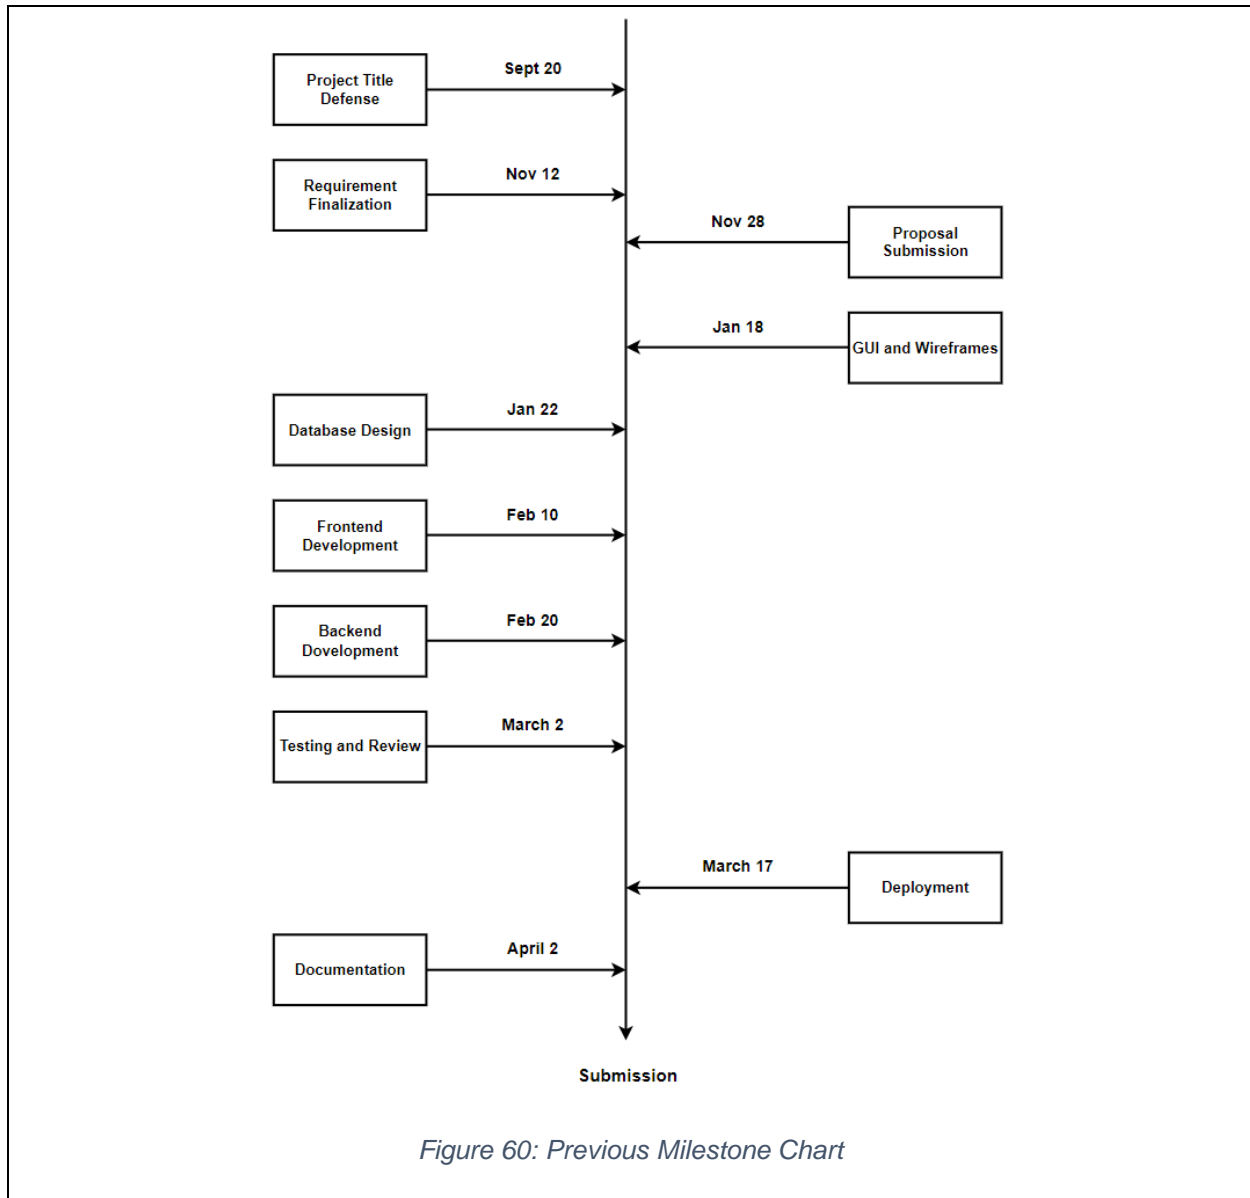 Sept 20
Project Title
Defense
Nov 12
Requirement
Finalization
Nov 28
Proposal
Submission
Jan 18
GUI and Wireframes
Jan 22
Database Design
Feb 10
Frontend
Development
Feb 20
Backend
Dovelopment
March 2
Testing and Review
March 17
Deployment
April 2
Documentation
Submission
Figure 60: Previous Milestone Chart